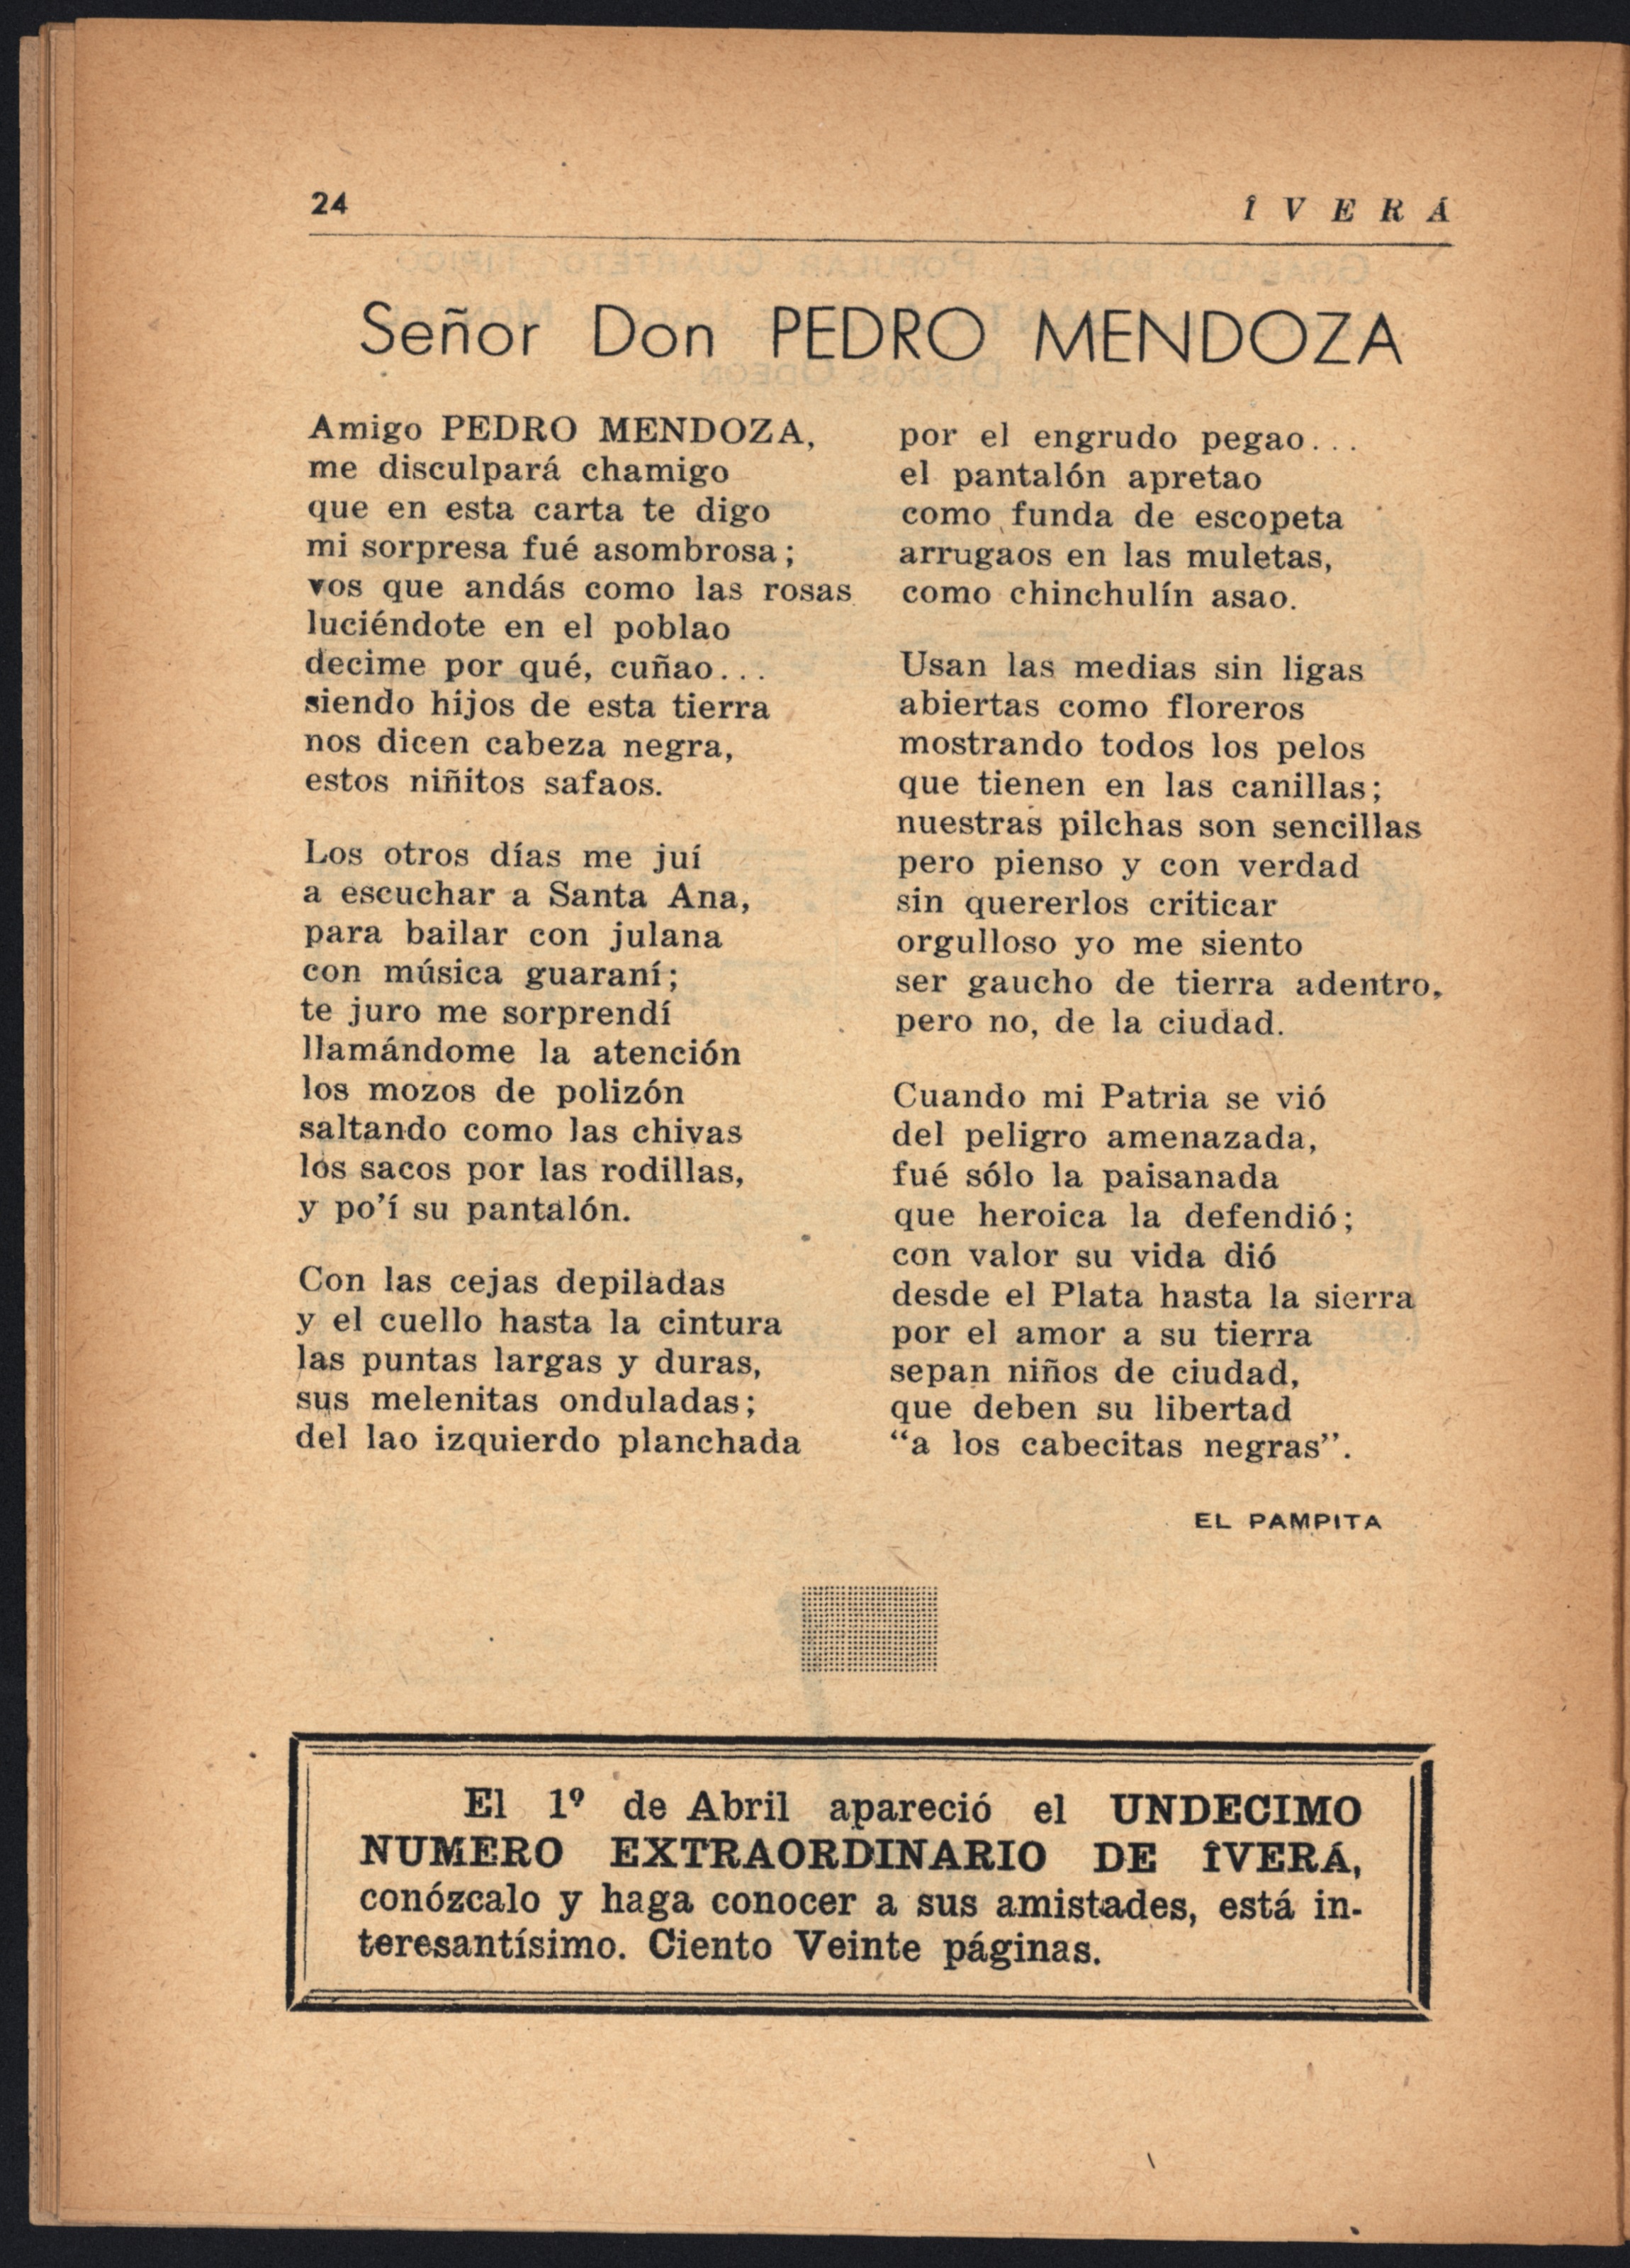 24
ÎVERÁ
Señor Don PEDRO MENDOZA
Amigo PEDRO MENDOZA,
me disculpará chamigo
que en esta carta te digo
mi sorpresa fué asombrosa;
vos que andás como las rosas
luciéndote en el poblao
decime por qué, cuñao...
siendo hijos de esta tierra
nos dicen cabeza negra,
estos niñitos safaos.
Los otros días me juí
a escuchar a Santa Ana,
para bailar con julana
con música guaraní;
te juro me sorprendí
llamándome la atención
los mozos de polizón
saltando como las chivas
los sacos por las rodillas,
y po'í su pantalón.
Con las cejas depiladas
y el cuello hasta la cintura
las puntas largas y duras,
sus melenitas onduladas;
del lao izquierdo planchada
por el engrudo pegao...
el pantalón apretao
como funda de escopeta
arrugaos en las muletas,
como chinchulín asao.
Usan las medias sin ligas
abiertas como floreros
mostrando todos los pelos
que tienen en las canillas;
nuestras pilchas son sencillas
pero pienso y con verdad
sin quererlos criticar
orgulloso yo me siento
ser gaucho de tierra adentro,
pero no, de la ciudad.
Cuando mi Patria se vió
del peligro amenazada,
fué sólo la paisanada
que heroica la defendió;
con valor su vida dió
desde el Plata hasta la sierra
por el amor a su tierra
sepan niños de ciudad,
que deben su libertad
“a los cabecitas negras”.
EL PAMPITA
El 1º de Abril apareció el UNDECIMO
NUMERO EXTRAORDINARIO DE ÎVERÁ,
conózcalo y haga conocer a sus amistades, está in-
teresantísimo. Ciento Veinte páginas.